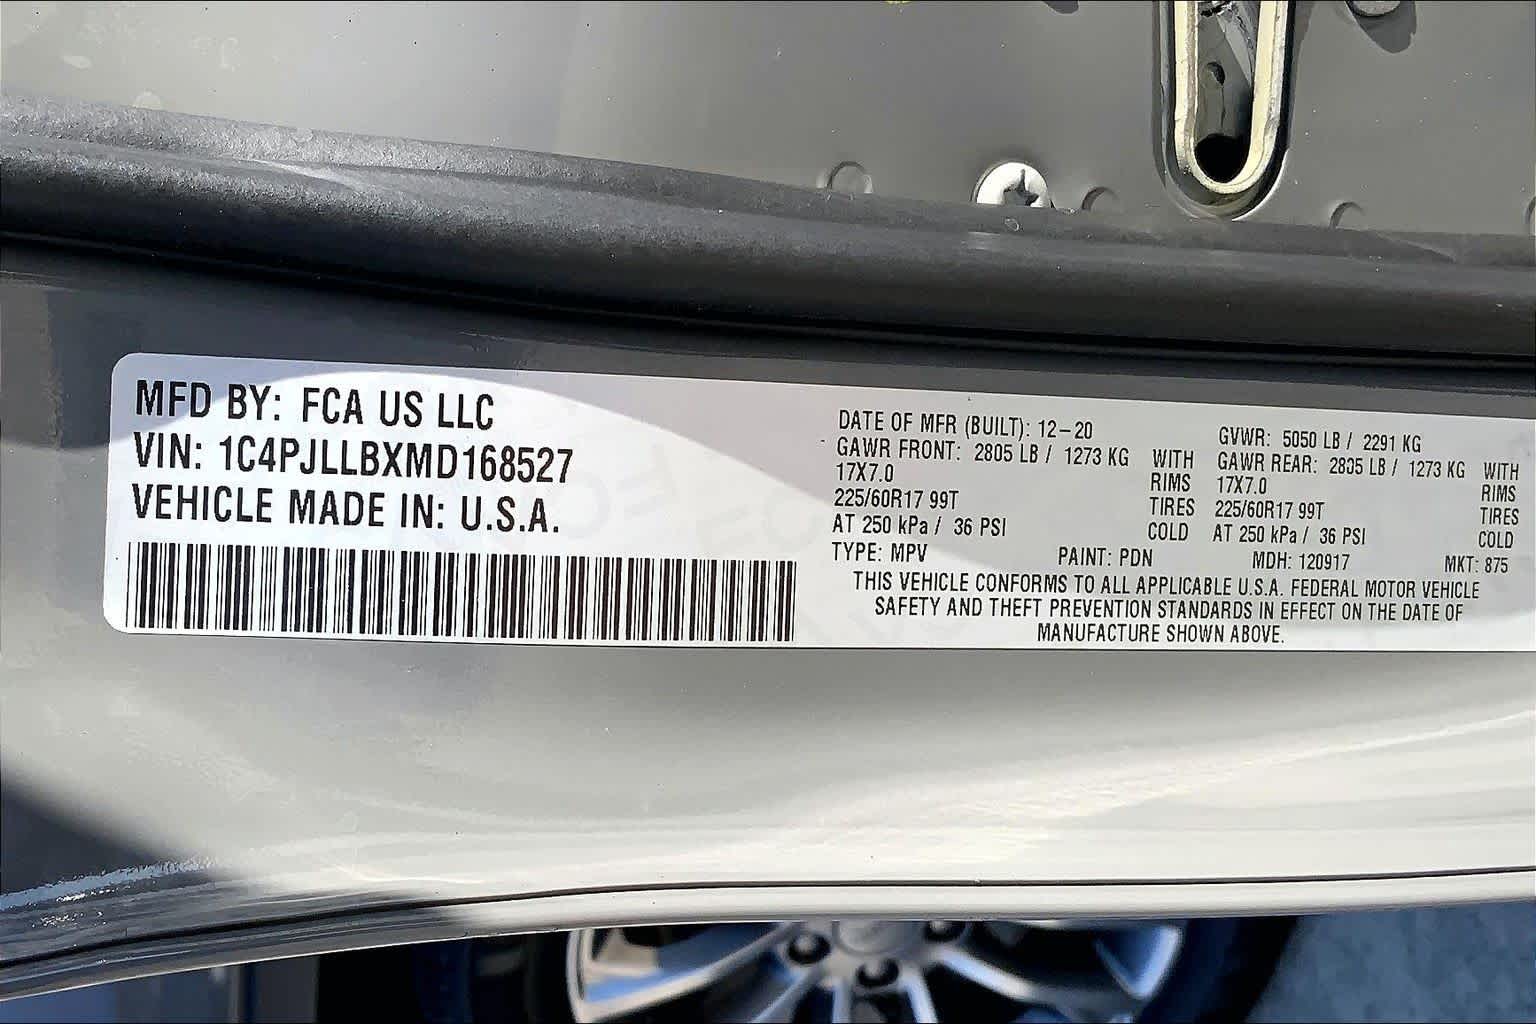 MFD BY: FCA US LLC
VIN: 1C4PJLLBXMD168527
VEHICLE MADE IN: U.S.A.
DATE OF MFR (BUILT): 12-20 GVWR: 5050 LB / 2291 KG
GAWR FRONT: 2805 LB / 1273 KG WITH GAWR REAR: 2805 LB / 1273 KG WITH
17X7.0 RIMS 17X7.0 RIMS
225/60R17 99T TIRES 225/60R17 99T TIRES
AT 250 kPa / 36 PSI COLD AT 250 kPa / 36 PSI COLD
TYPE: MPV PAINT: PDN MDH: 120917 MKT: 875
THIS VEHICLE CONFORMS TO ALL APPLICABLE U.S.A. FEDERAL MOTOR VEHICLE
SAFETY AND THEFT PREVENTION STANDARDS IN EFFECT ON THE DATE OF
MANUFACTURE SHOWN ABOVE.